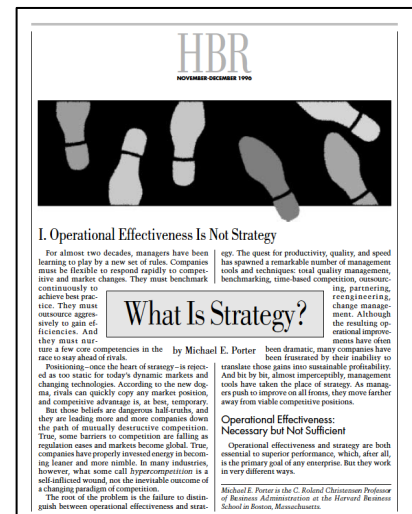 HBR
NOVEMBER-DECEMBER 1996
I. Operational Effectiveness Is Not Strategy
For almost two decades, managers have been
learning to play by a new set of rules. Companies
must be flexible to respond rapidly to compet-
itive and market changes. They must benchmark
continuously to
achieve best prac-
tice. They must
outsource aggres-
sively to gain ef-
ficiencies. And
they must nur-
ture a few core competencies in the
race to stay ahead of rivals.
Positioning–once the heart of strategy–is reject-
ed as too static for today's dynamic markets and
changing technologies. According to the new dog-
ma, rivals can quickly copy any market position,
and competitive advantage is, at best, temporary.
But those beliefs are dangerous half-truths, and
they are leading more and more companies down
the path of mutually destructive competition.
True, some barriers to competition are falling as
regulation eases and markets become global. True,
companies have properly invested energy in becom-
ing leaner and more nimble. In many industries,
however, what some call hypercompetition is a
self-inflicted wound, not the inevitable outcome of
a changing paradigm of competition.
The root of the problem is the failure to distin-
guish between operational effectiveness and strat-
What Is Strategy?
by Michael E. Porter
egy. The quest for productivity, quality, and speed
has spawned a remarkable number of management
tools and techniques: total quality management,
benchmarking, time-based competition, outsourc-
ing, partnering,
reengineering,
change manage-
ment. Although
the resulting op-
erational improve-
ments have often
been dramatic, many companies have
been frustrated by their inability to
translate those gains into sustainable profitability.
And bit by bit, almost imperceptibly, management
tools have taken the place of strategy. As manag-
ers push to improve on all fronts, they move farther
away from viable competitive positions.
Operational Effectiveness:
Necessary but Not Sufficient
Operational effectiveness and strategy are both
essential to superior performance, which, after all,
is the primary goal of any enterprise. But they work
in very different ways.
Michael E. Porter is the C. Roland Christensen Professor
of Business Administration at the Harvard Business
School in Boston, Massachusetts.